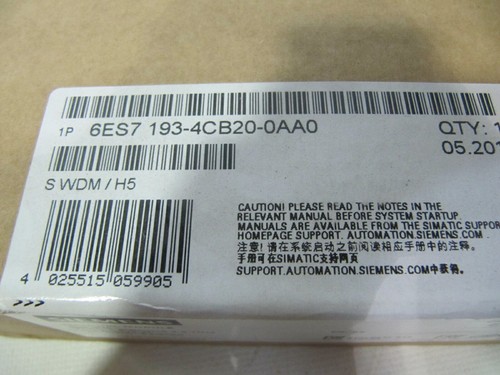 1P 6ES7 193-4CB20-0AA0
QTY: 1
05.201
S WDM / H5
CAUTION! PLEASE READ THE NOTES IN THE
RELEVANT MANUAL BEFORE SYSTEM STARTUP.
MANUALS ARE AVAILABLE FROM THE SIMATIC SUPPORT
HOMEPAGE SUPPORT. AUTOMATION.SIEMENS.COM
注意! 请在系统启动之前阅读相应手册中的注释。
手册可在SIMATIC支持网页
SUPPORT.AUTOMATION.SIEMENS.COM中获得。
4 025515 059905
>>>
SIEMENS